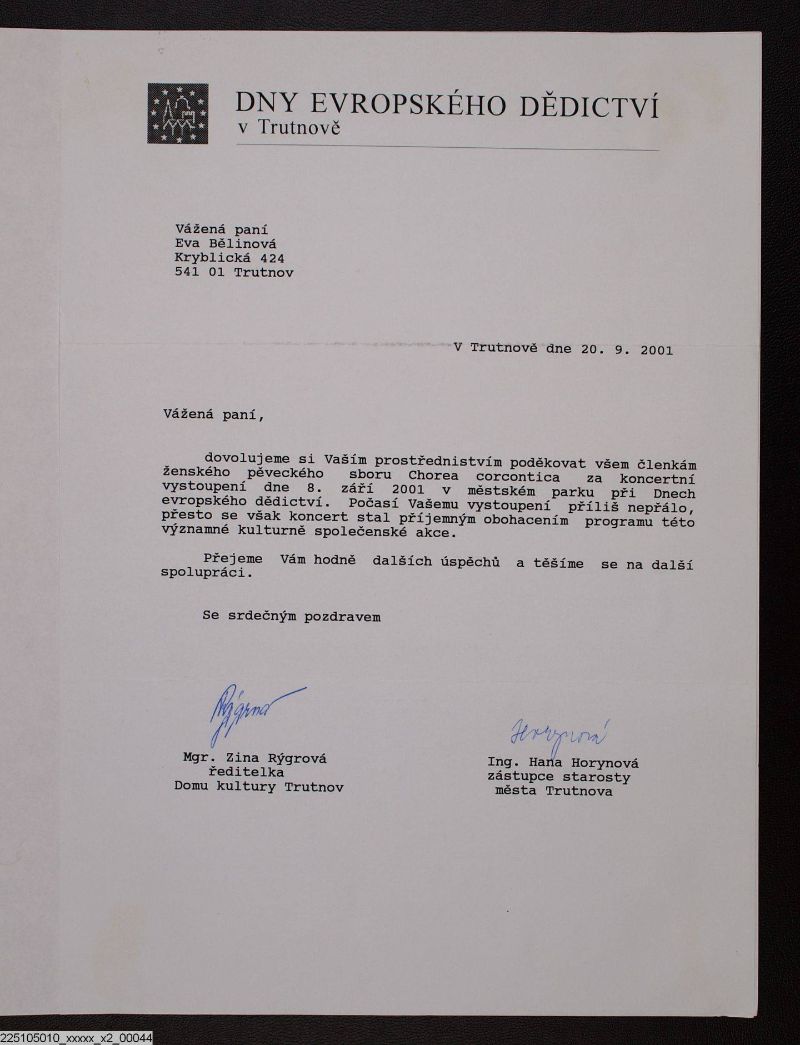 DNY EVROPSKÉHO DĚDICTVÍ
v Trutnově
Vážená paní
Eva Bělinová
Kryblická 424
541 01 Trutnov
V Trutnově dne 20. 9. 2001
Vážená paní,
dovolujeme si Vaším prostřednistvím poděkovat všem členkám
ženského pěveckého sboru Chorea corcontica za koncertní
vystoupení dne 8. září 2001 v městském parku při Dnech
evropského dědictví. Počasí Vašemu vystoupení příliš nepřálo,
přesto se však koncert stal příjemným obohacením programu této
významné kulturně společenské akce.
Přejeme Vám hodně dalších úspěchů a těšíme se na další
spolupráci.
Se srdečným pozdravem
Rýgrová
Horynová
Mgr. Zina Rýgrová
ředitelka
Domu kultury Trutnov
Ing. Hana Horynová
zástupce starosty
města Trutnova
225105010_xxxxx_x2_00044